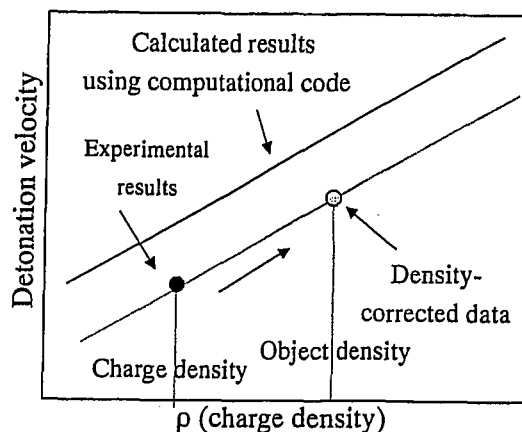 Calculated results
using computational code
Experimental
results
Density-
corrected data
Charge density
Object density
Detonation velocity
ρ (charge density)